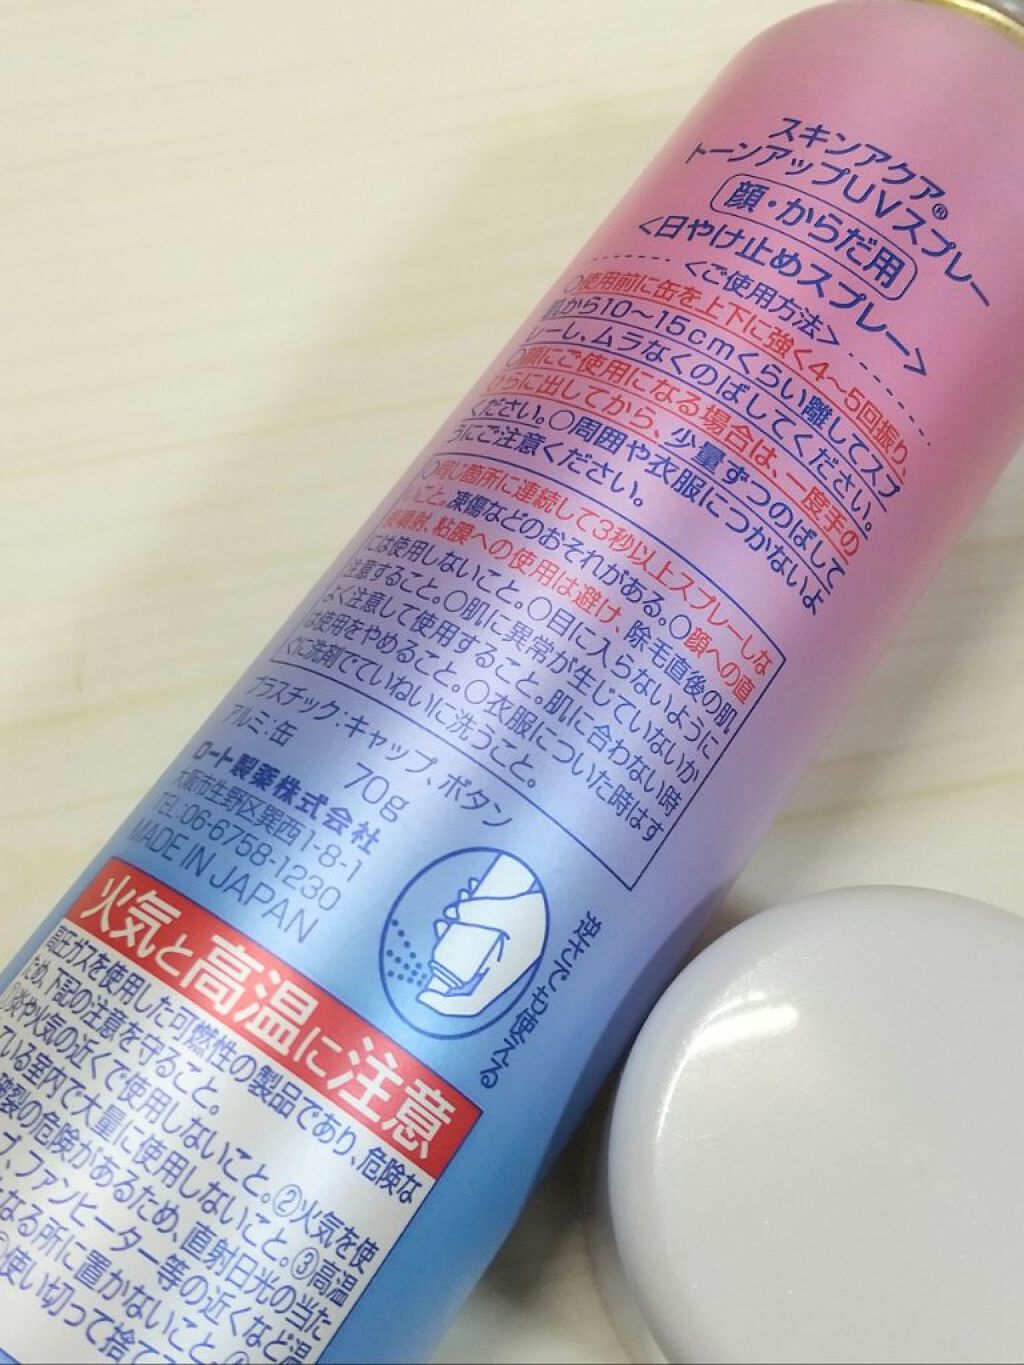 スキンアクア®
トーンアップUVスプレー
顔・からだ用
<日やけ止めスプレー>
<ご使用方法>
○使用前に缶を上下に強く4〜5回振り、
肌から10〜15cmくらい離してスプ
レーし、ムラなくのばしてください。
○顔にご使用になる場合は、一度手の
ひらに出してから、少量ずつのばして
ください。○周囲や衣服につかないよ
うにご注意ください。
○同じ箇所に連続して3秒以上スプレーしな
いこと。凍傷などのおそれがある。○顔への直
接噴射、粘膜への使用は避け、除毛直後の肌
には使用しないこと。○目に入らないように
注意すること。○肌に異常が生じていないか
よく注意して使用すること。肌に合わない時
は使用をやめること。○衣服についた時はす
ぐに洗剤でていねいに洗うこと。
プラスチック:キャップ、ボタン
アルミ:缶
70g
ロート製薬株式会社
大阪市生野区巽西1-8-1
TEL:06-6758-1230
MADE IN JAPAN
逆さでも使える
火気と高温に注意
高圧ガスを使用した可燃性の製品であり、危険な
ため、下記の注意を守ること。
①炎や火気の近くで使用しないこと。②火気を使
ている室内で大量に使用しないこと。③高温
破裂の危険があるため、直射日光の当た
ブ、ファンヒーター等の近くなど温
なる所に置かないこと。
使い切って捨て